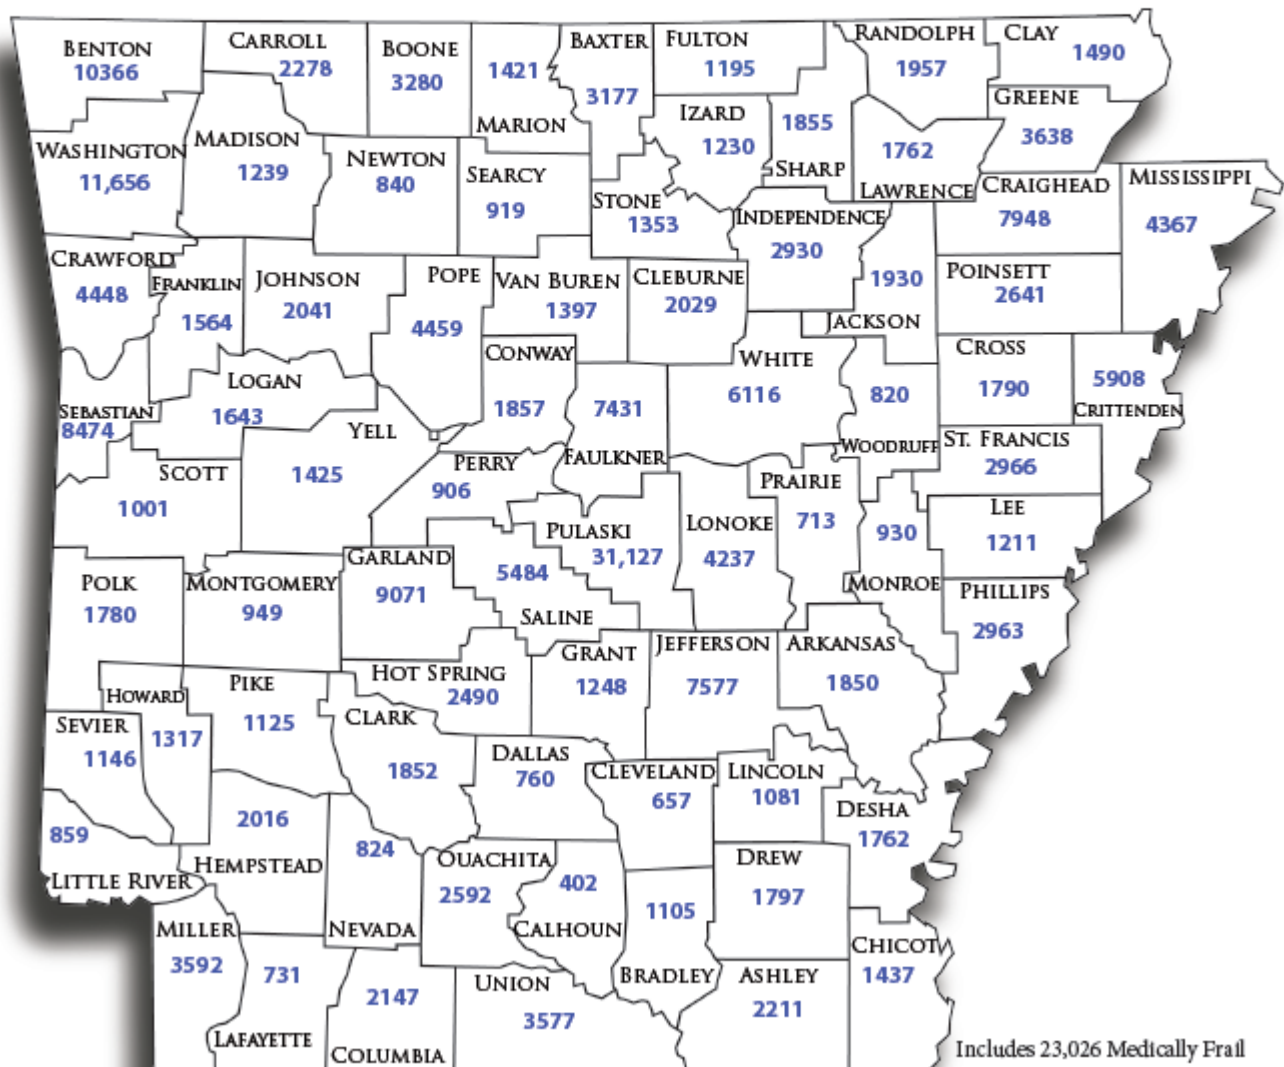 BENTON
10366
CARROLL
2278
BOONE
3280
1421
MARION
BAXTER
3177
FULTON
1195
RANDOLPH
1957
CLAY
1490
IZARD
1230
1855
SHARP
GREENE
3638
1762
LAWRENCE
WASHINGTON
11,656
MADISON
1239
NEWTON
840
SEARCY
919
STONE
1353
INDEPENDENCE
2930
CRAIGHEAD
7948
MISSISSIPPI
4367
CRAWFORD
4448
FRANKLIN
1564
JOHNSON
2041
POPE
4459
VAN BUREN
1397
CLEBURNE
2029
1930
JACKSON
POINSETT
2641
LOGAN
1643
CONWAY
1857
7431
FAULKNER
WHITE
6116
820
WOODRUFF
CROSS
1790
5908
CRITTENDEN
SEBASTIAN
8474
YELL
1425
SCOTT
1001
PERRY
906
PRAIRIE
713
ST. FRANCIS
2966
PULASKI
31,127
LONOKE
4237
930
MONROE
LEE
1211
POLK
1780
MONTGOMERY
949
GARLAND
9071
5484
SALINE
PHILLIPS
2963
HOT SPRING
2490
GRANT
1248
JEFFERSON
7577
ARKANSAS
1850
HOWARD
1317
PIKE
1125
CLARK
1852
SEVIER
1146
DALLAS
760
CLEVELAND
657
LINCOLN
1081
DESHA
1762
859
LITTLE RIVER
2016
HEMPSTEAD
824
NEVADA
OUACHITA
2592
402
CALHOUN
1105
BRADLEY
DREW
1797
MILLER
3592
731
LAFAYETTE
2147
COLUMBIA
UNION
3577
ASHLEY
2211
CHICOT
1437
Includes 23,026 Medically Frail